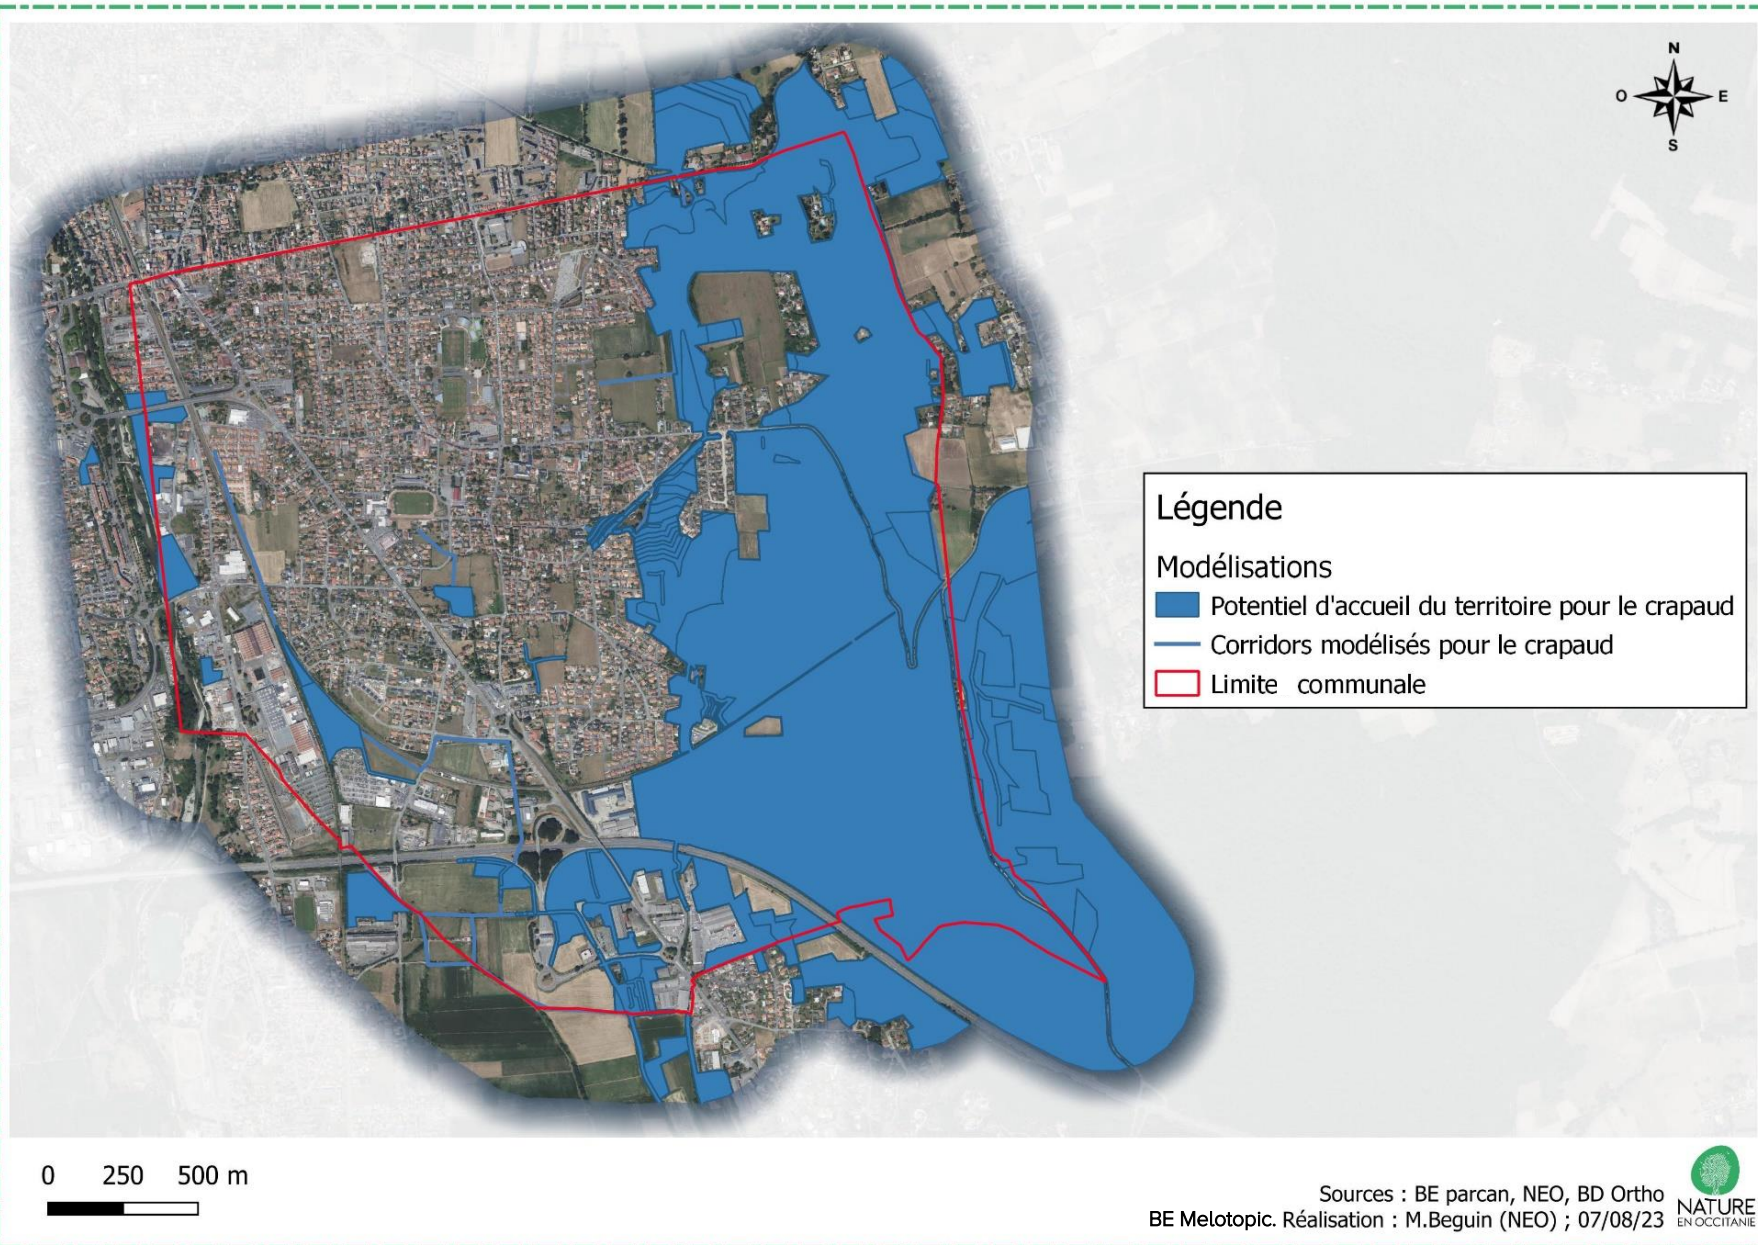 N
O E
S
Légende
Modélisations
Potentiel d'accueil du territoire pour le crapaud
Corridors modélisés pour le crapaud
Limite communale
0 250 500 m
Sources : BE parcan, NEO, BD Ortho
BE Melotopic. Réalisation : M.Beguin (NEO) ; 07/08/23
NATURE
EN OCCITANIE